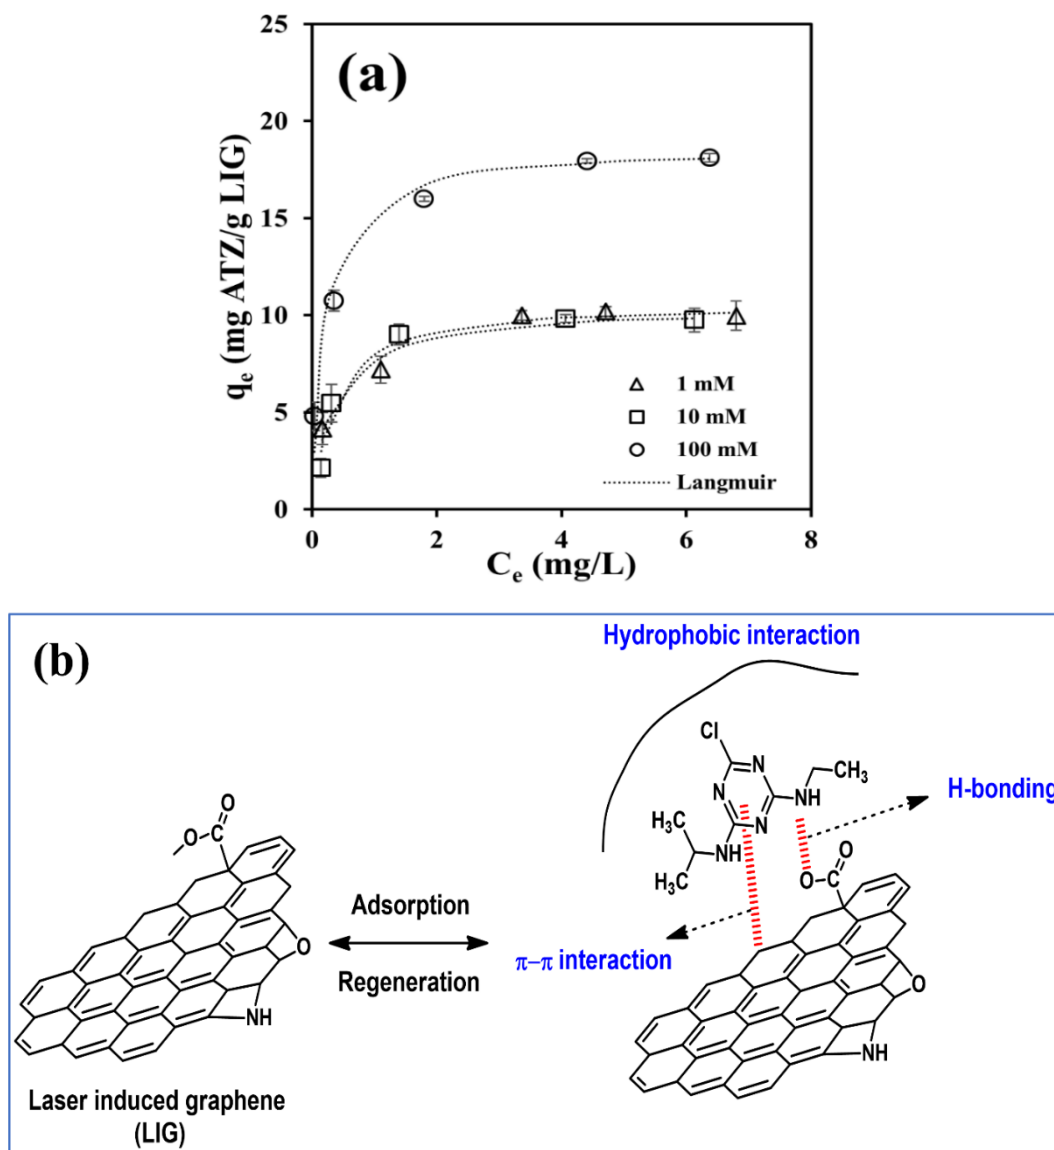 (a)
25
20
15
10
5
0
q_e (mg ATZ/g LIG)
1 mM
10 mM
100 mM
Langmuir
0 2 4 6 8
C_e (mg/L)
(b)
Hydrophobic interaction
Cl
N N
N
NH
CH3
H-bonding
H3C
NH
H3C
O
C
O
O
NH
π–π interaction
O
C
O
O
NH
Adsorption
Regeneration
Laser induced graphene
(LIG)